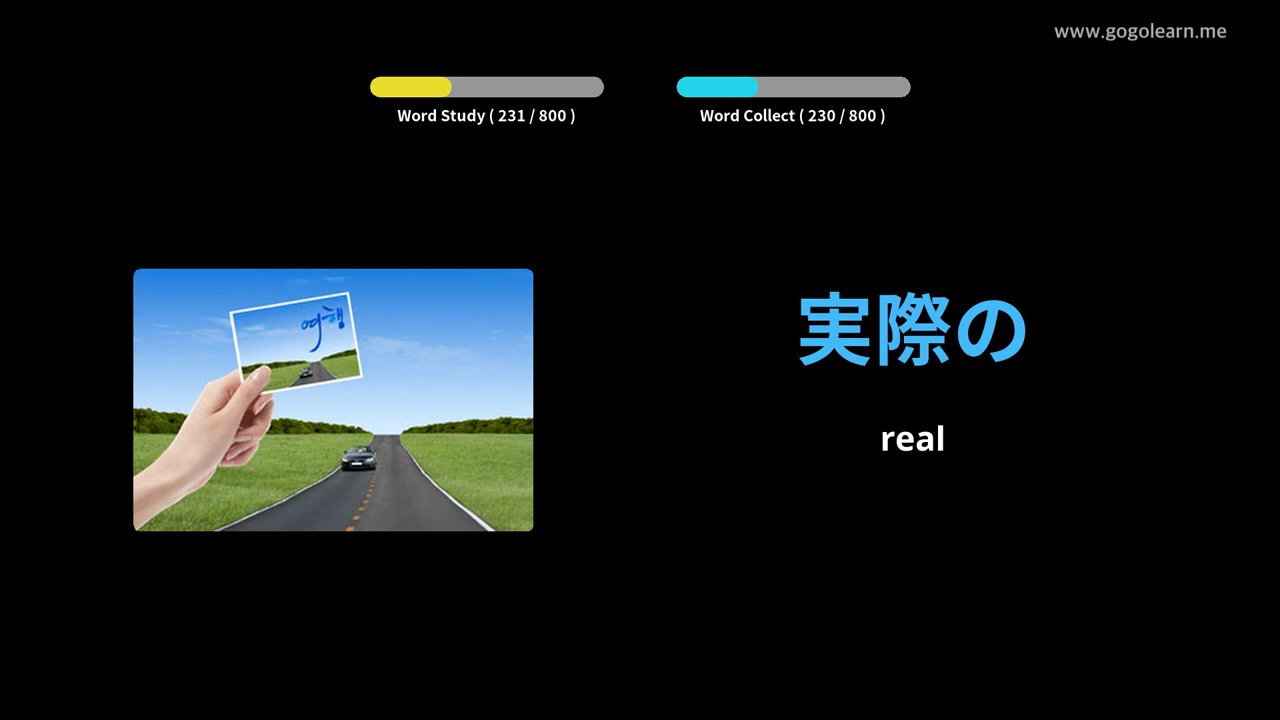 www.gogolearn.me
Word Study ( 231 / 800 )
Word Collect ( 230 / 800 )
여행
実際の
real